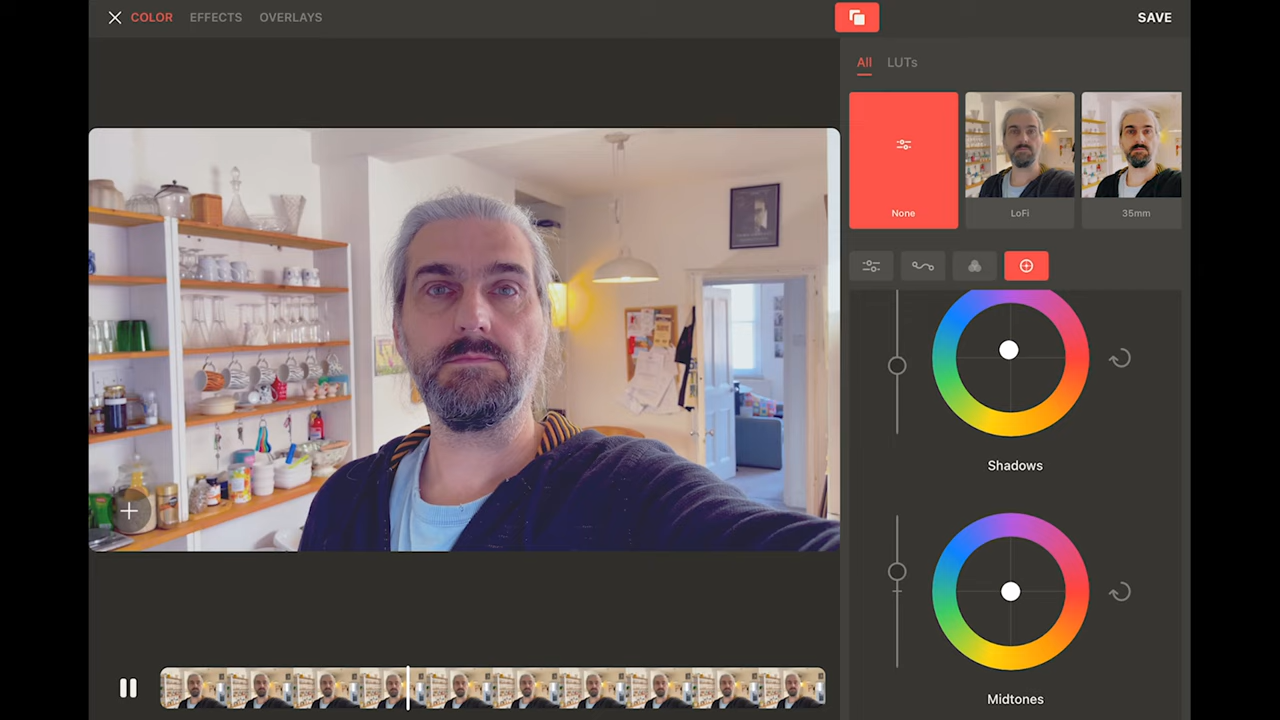 COLOR EFFECTS OVERLAYS SAVE
All LUTs
None LoFi 35mm
Shadows
Midtones